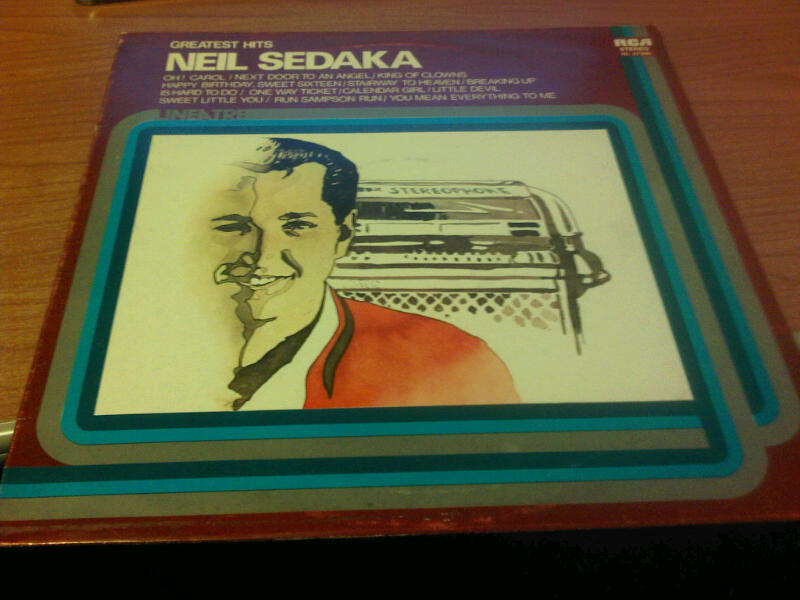 GREATEST HITS
NEIL SEDAKA
OH! CAROL / NEXT DOOR TO AN ANGEL / KING OF CLOWNS
HAPPY BIRTHDAY, SWEET SIXTEEN / STAIRWAY TO HEAVEN / BREAKING UP
IS HARD TO DO / ONE WAY TICKET / CALENDAR GIRL / LITTLE DEVIL
SWEET LITTLE YOU / RUN SAMPSON RUN / YOU MEAN EVERYTHING TO ME
LINEATRE
RCA
STEREO
STEREOPHONE